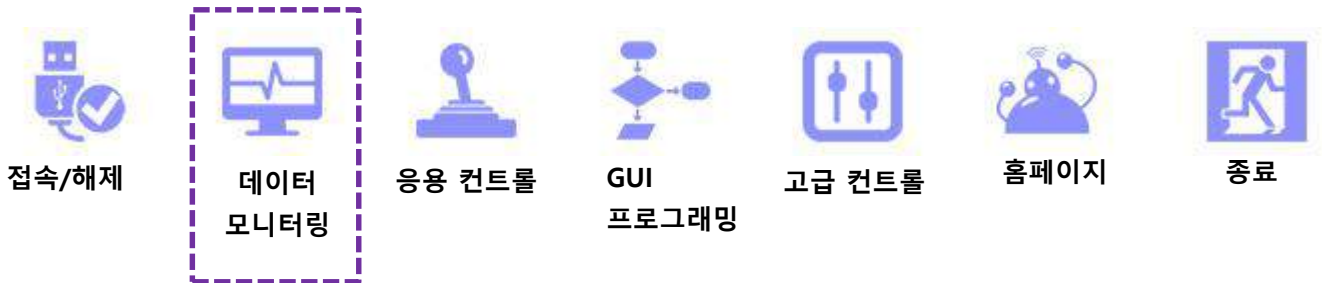 접속/해제
데이터
모니터링
응용 컨트롤
GUI
프로그래밍
고급 컨트롤
홈페이지
종료